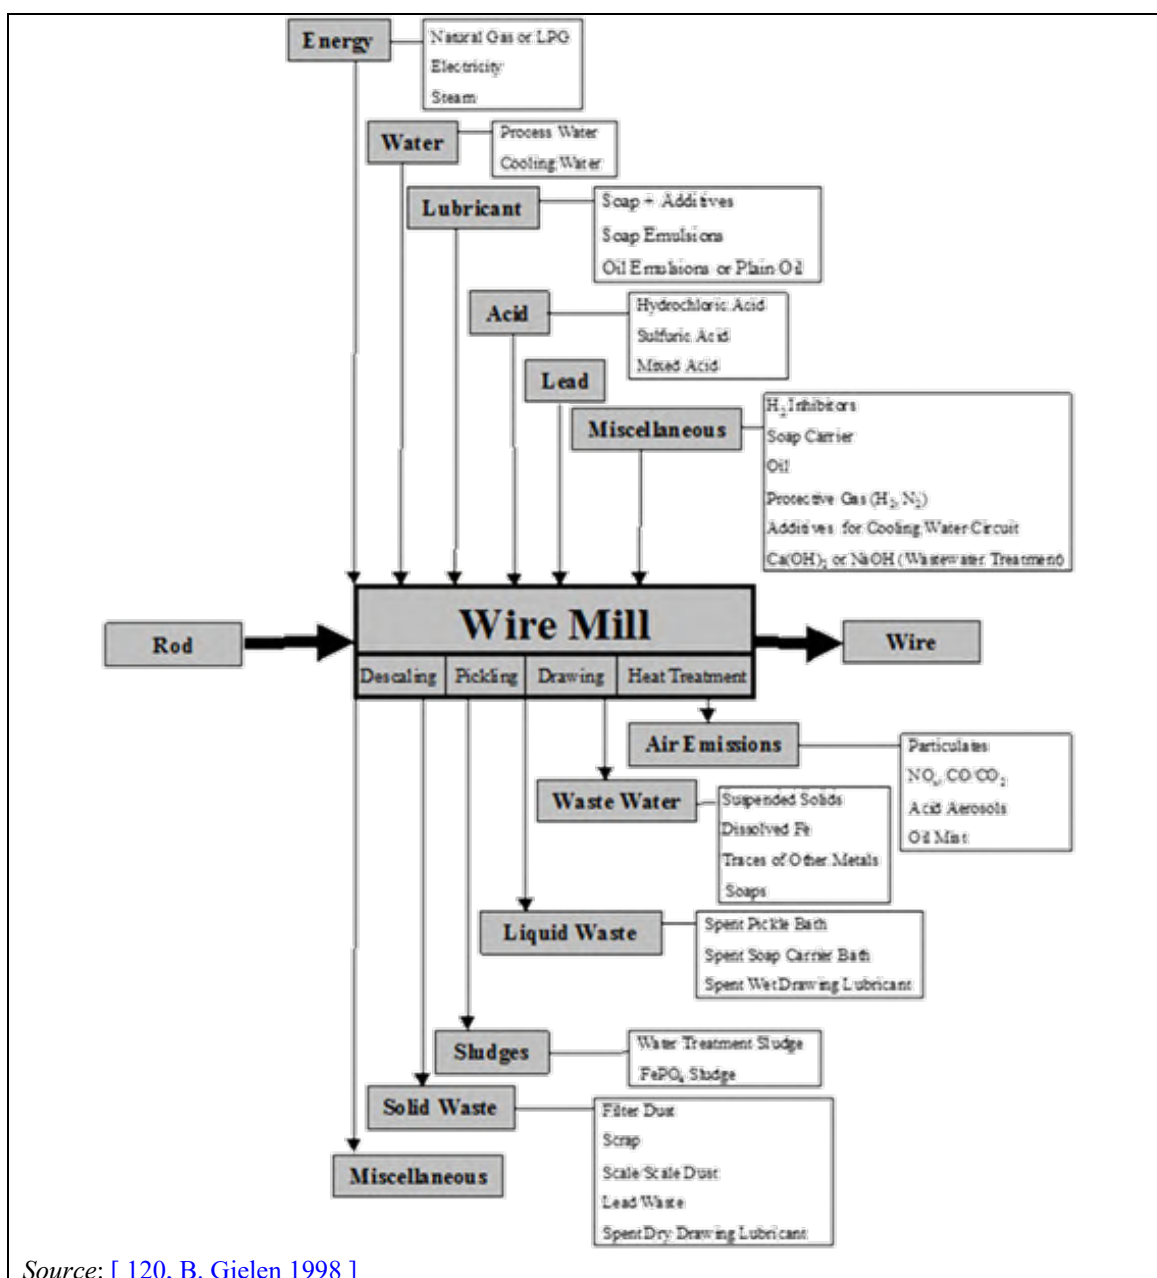 Energy
Natural Gas or LPG
Electricity
Steam
Water
Process Water
Cooling Water
Lubricant
Soap + Additives
Soap Emulsions
Oil Emulsions or Plain Oil
Acid
Hydrochloric Acid
Sulfuric Acid
Mixed Acid
Lead
Miscellaneous
H₂ Inhibitors
Soap Carrier
Oil
Protective Gas (H₂, N₂)
Additives for Cooling Water Circuit
Ca(OH)₂ or NaOH (Wastewater Treatment)
Rod
Wire Mill
Wire
Descaling Pickling Drawing Heat Treatment
Air Emissions
Particulates
NOₓ, CO/CO₂
Acid Aerosols
Oil Mist
Waste Water
Suspended Solids
Dissolved Fe
Traces of Other Metals
Soaps
Liquid Waste
Spent Pickle Bath
Spent Soap Carrier Bath
Spent Wet Drawing Lubricant
Sludges
Water Treatment Sludge
FePO₄ Sludge
Solid Waste
Filter Dust
Scrap
Scale/Scale Dust
Lead Waste
Spent Dry Drawing Lubricant
Miscellaneous
Source: [ 120, B. Gielen 1998 ]